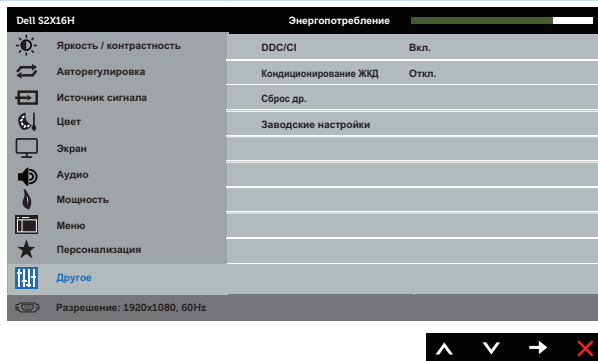 Dell S2X16H Энергопотребление
Яркость / контрастность DDC/CI Вкл.
Авторегулировка Кондиционирование ЖКД Откл.
Источник сигнала Сброс др.
Цвет Заводские настройки
Экран
Аудио
Мощность
Меню
Персонализация
Другое
Разрешение: 1920x1080, 60Hz